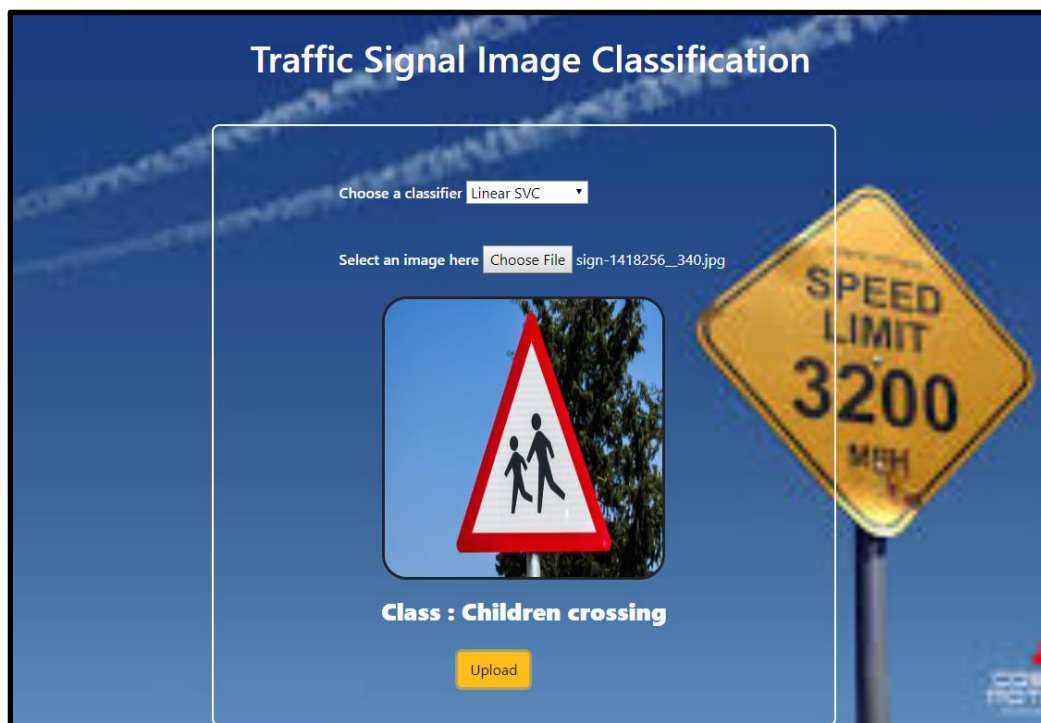 Traffic Signal Image Classification
Choose a classifier Linear SVC
Select an image here Choose File sign-1418256__340.jpg
SPEED
LIMIT
3200
Class : Children crossing
Upload